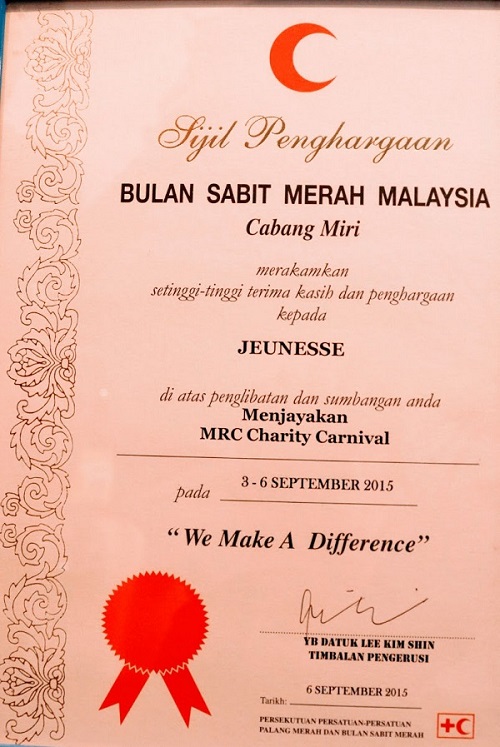 Sijil Penghargaan
BULAN SABIT MERAH MALAYSIA
Cabang Miri
merakamkan
setinggi-tinggi terima kasih dan penghargaan
kepada
JEUNESSE
di atas penglibatan dan sumbangan anda
Menjayakan
MRC Charity Carnival
pada 3 - 6 SEPTEMBER 2015
"We Make A Difference"
YB DATUK LEE KIM SHIN
TIMBALAN PENGERUSI
Tarikh: 6 SEPTEMBER 2015
PERSEKUTUAN PERSATUAN-PERSATUAN
PALANG MERAH DAN BULAN SABIT MERAH